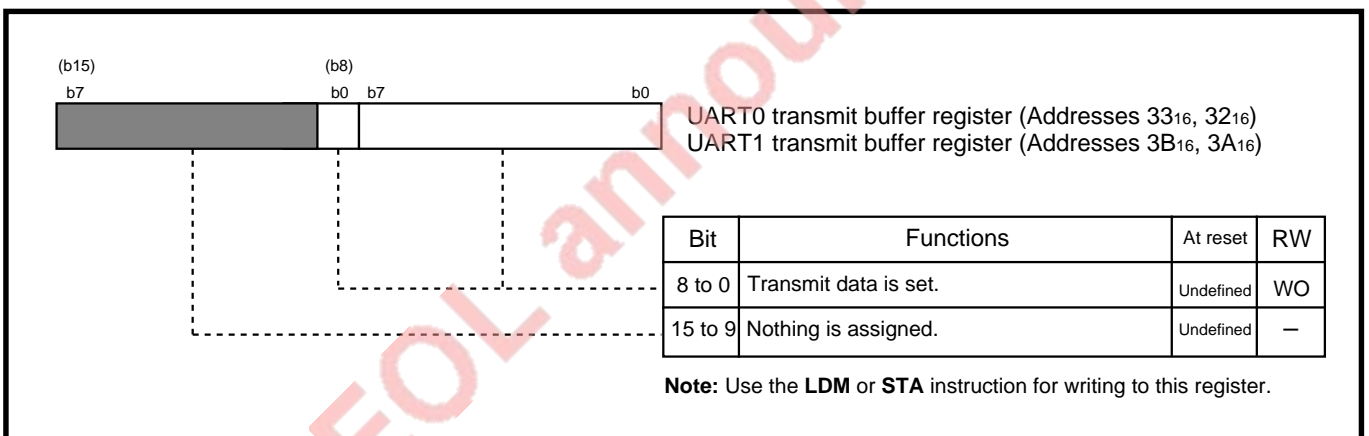 (b15) (b8)
b7 b0 b7 b0
UART0 transmit buffer register (Addresses 3316, 3216)
UART1 transmit buffer register (Addresses 3B16, 3A16)
Bit Functions At reset RW
8 to 0 Transmit data is set. Undefined WO
15 to 9 Nothing is assigned. Undefined –
Note: Use the LDM or STA instruction for writing to this register.
EOL annou